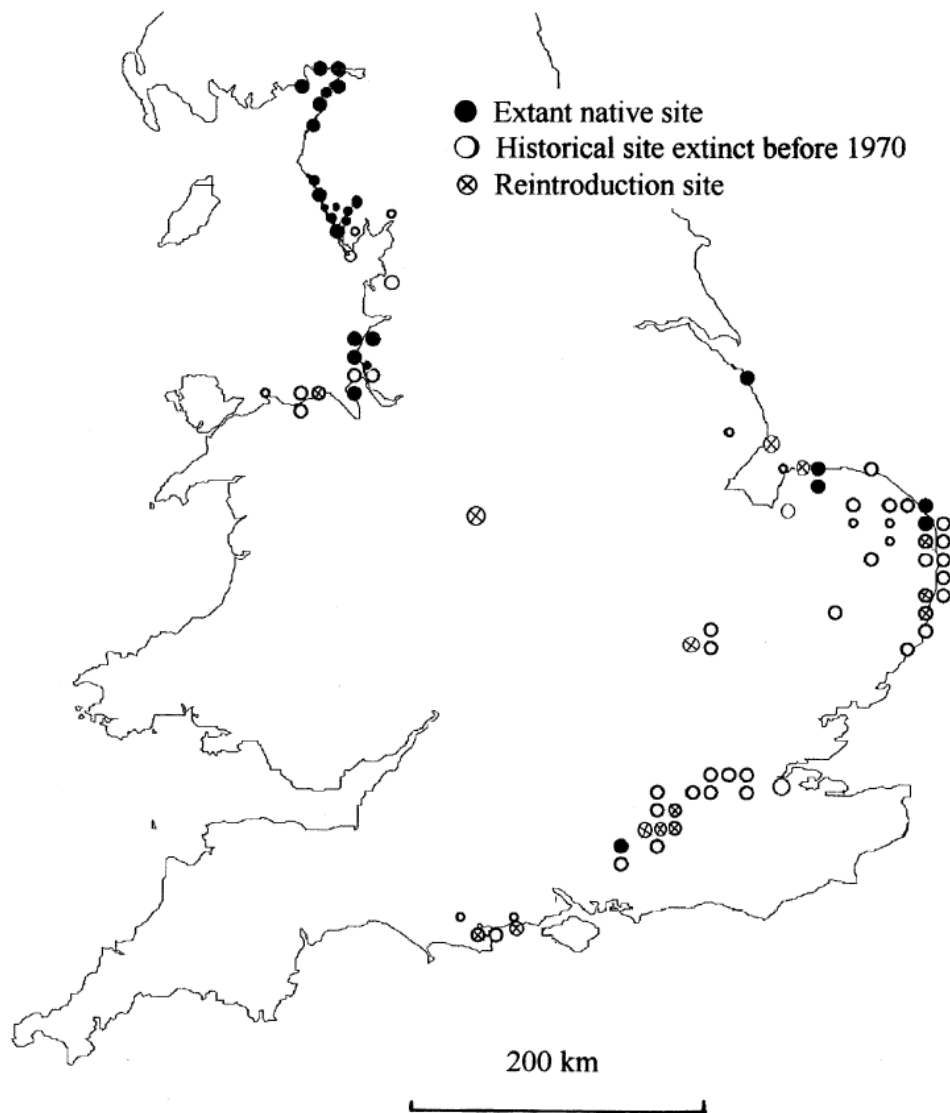 Extant native site
Historical site extinct before 1970
Reintroduction site
200 km